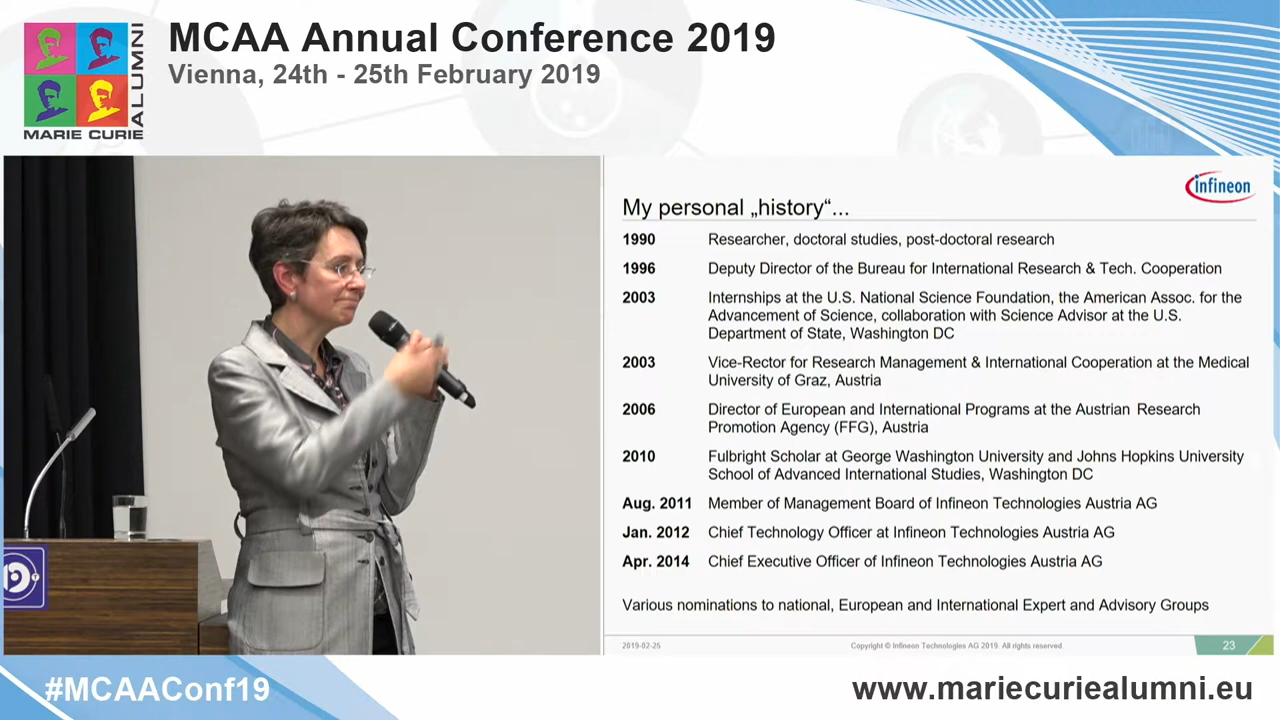 MCAA Annual Conference 2019
Vienna, 24th - 25th February 2019
ALUMNI
MARIE CURIE
infineon
My personal „history“...
1990 Researcher, doctoral studies, post-doctoral research
1996 Deputy Director of the Bureau for International Research & Tech. Cooperation
2003 Internships at the U.S. National Science Foundation, the American Assoc. for the
Advancement of Science, collaboration with Science Advisor at the U.S.
Department of State, Washington DC
2003 Vice-Rector for Research Management & International Cooperation at the Medical
University of Graz, Austria
2006 Director of European and International Programs at the Austrian Research
Promotion Agency (FFG), Austria
2010 Fulbright Scholar at George Washington University and Johns Hopkins University
School of Advanced International Studies, Washington DC
Aug. 2011 Member of Management Board of Infineon Technologies Austria AG
Jan. 2012 Chief Technology Officer at Infineon Technologies Austria AG
Apr. 2014 Chief Executive Officer of Infineon Technologies Austria AG
Various nominations to national, European and International Expert and Advisory Groups
2019-02-25 Copyright © Infineon Technologies AG 2019. All rights reserved. 23
#MCAAConf19
www.mariecuriealumni.eu